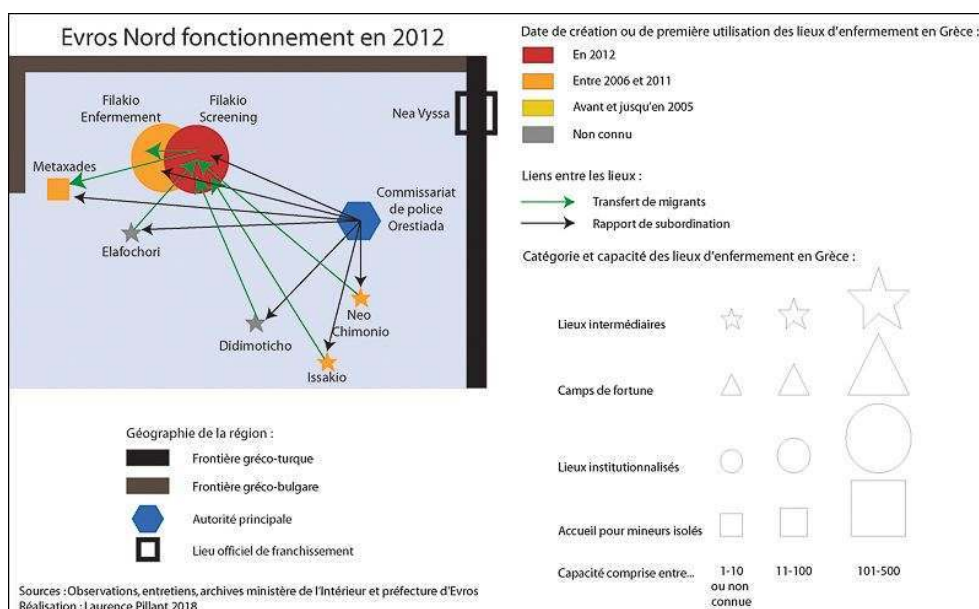 Evros Nord fonctionnement en 2012
Filakio
Enfermement
Filakio
Screening
Nea Vyssa
Metaxades
Commissariat
de police
Orestiada
Elafochori
Neo
Chimonio
Didimoticho
Issakio
Géographie de la région :
Frontière gréco-turque
Frontière gréco-bulgare
Autorité principale
Lieu officiel de franchissement
Sources : Observations, entretiens, archives ministère de l'Intérieur et préfecture d'Evros
Réalisation : Laurence Pillant 2018
Date de création ou de première utilisation des lieux d'enfermement en Grèce :
En 2012
Entre 2006 et 2011
Avant et jusqu'en 2005
Non connu
Liens entre les lieux :
Transfert de migrants
Rapport de subordination
Catégorie et capacité des lieux d'enfermement en Grèce :
Lieux intermédiaires
Camps de fortune
Lieux institutionnalisés
Accueil pour mineurs isolés
Capacité comprise entre... 1-10 11-100 101-500
ou non
connue